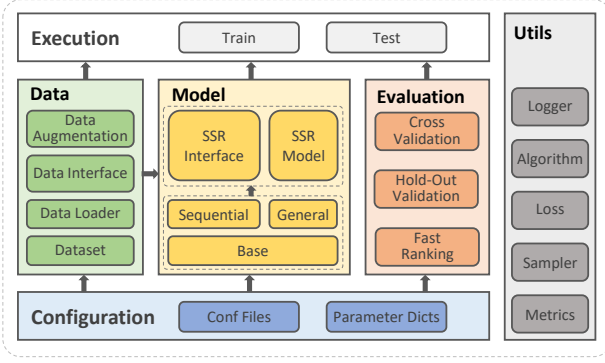 Execution
Train
Test
Utils
Data
Data
Augmentation
Data Interface
Data Loader
Dataset
Model
SSR
Interface
SSR
Model
Sequential
General
Base
Evaluation
Cross
Validation
Hold-Out
Validation
Fast
Ranking
Logger
Algorithm
Loss
Sampler
Metrics
Configuration
Conf Files
Parameter Dicts